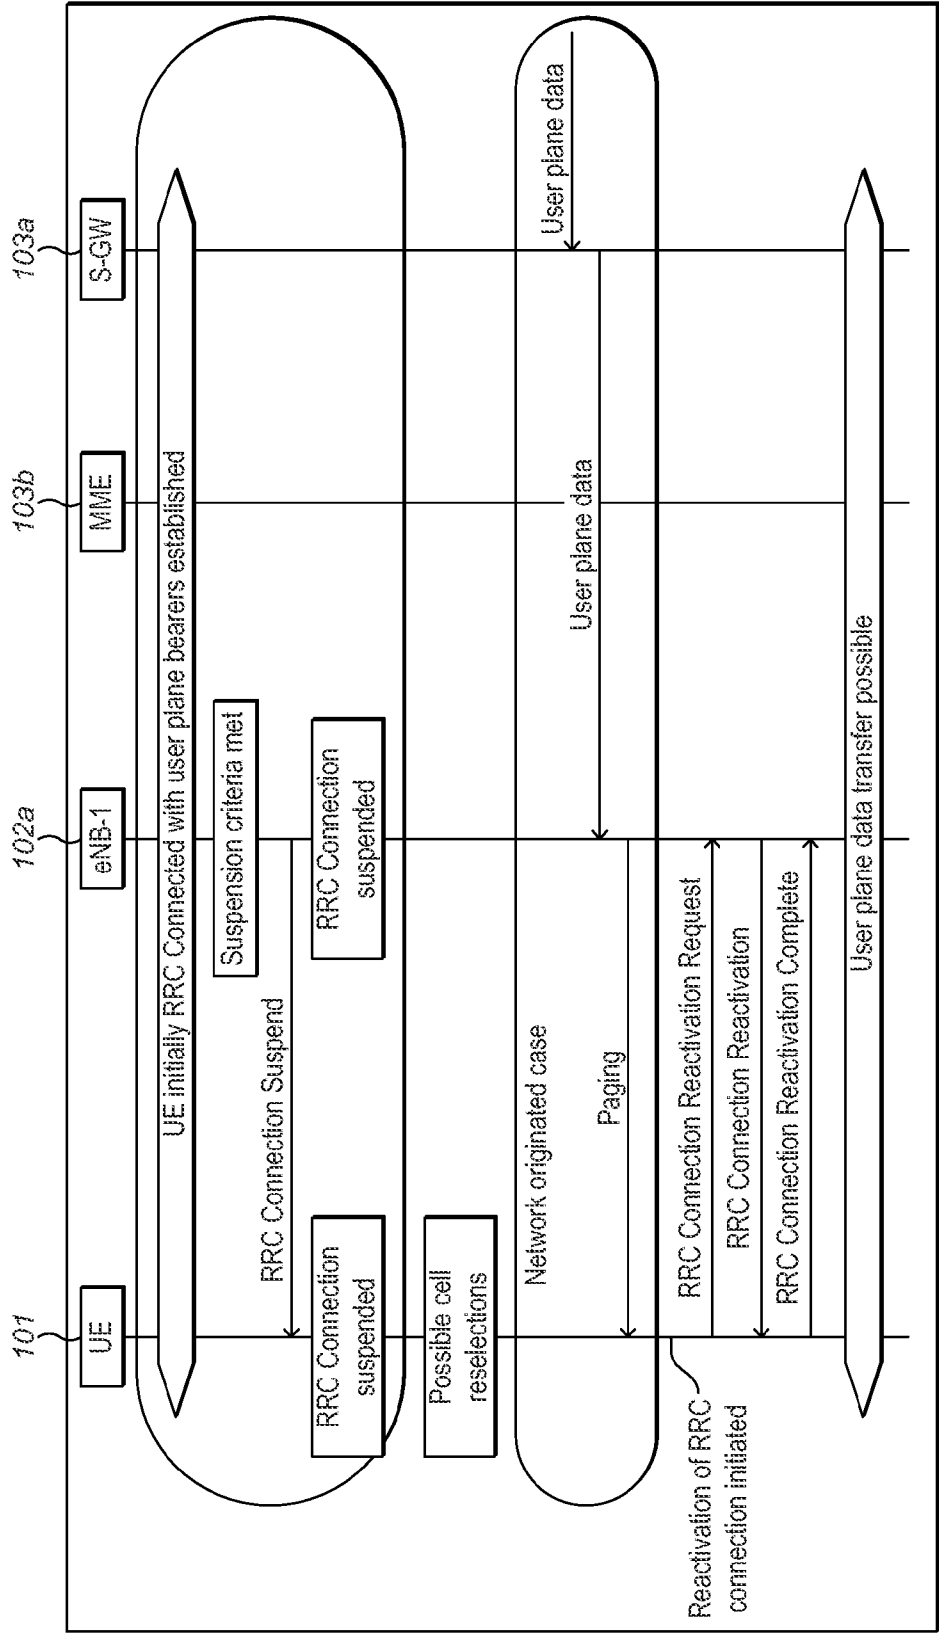 101
102a
103b
103a
UE
eNB-1
MME
S-GW
UE initially RRC Connected with user plane bearers established
Suspension criteria met
RRC Connection Suspend
RRC Connection
suspended
RRC Connection
suspended
Possible cell
reselections
Network originated case
User plane data
User plane data
Paging
Reactivation of RRC
connection initiated
RRC Connection Reactivation Request
RRC Connection Reactivation
RRC Connection Reactivation Complete
User plane data transfer possible